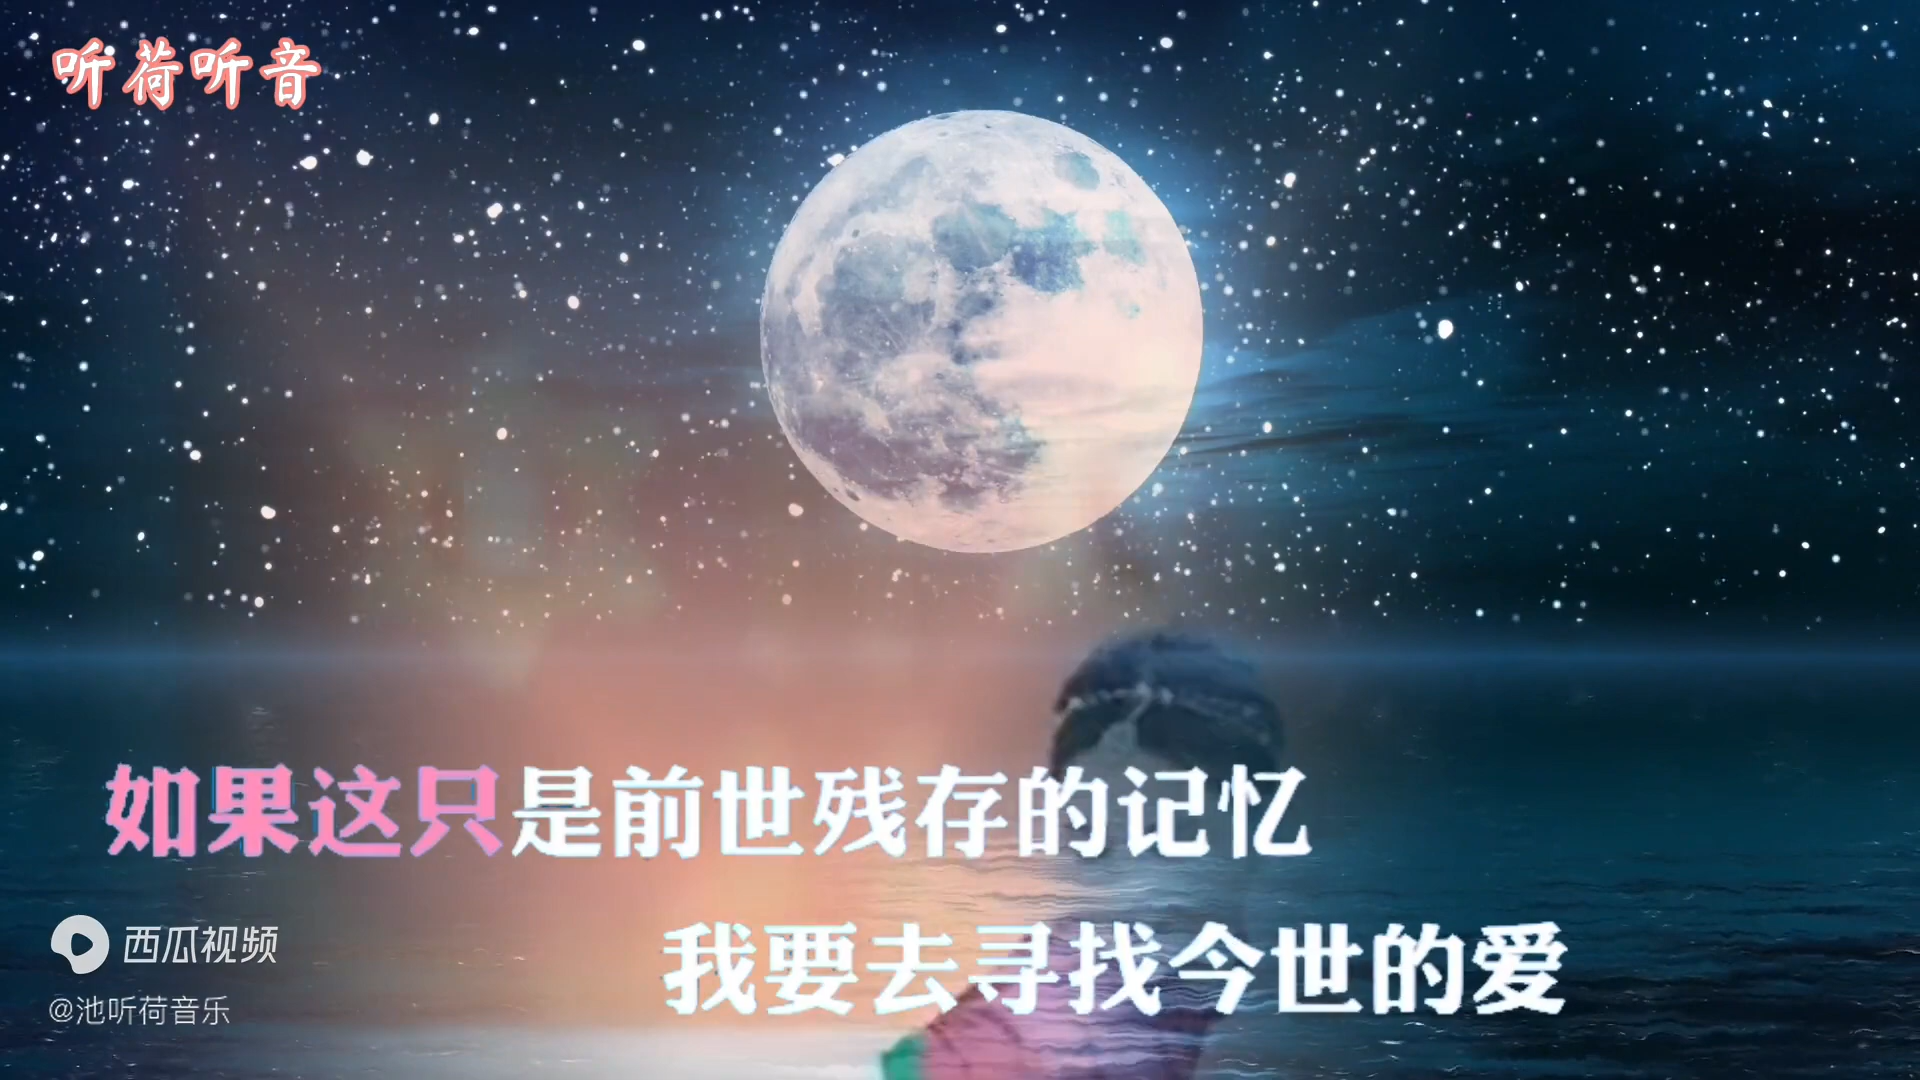 听荷听音
如果这只是前世残存的记忆
我要去寻找今世的爱
西瓜视频
@池听荷音乐